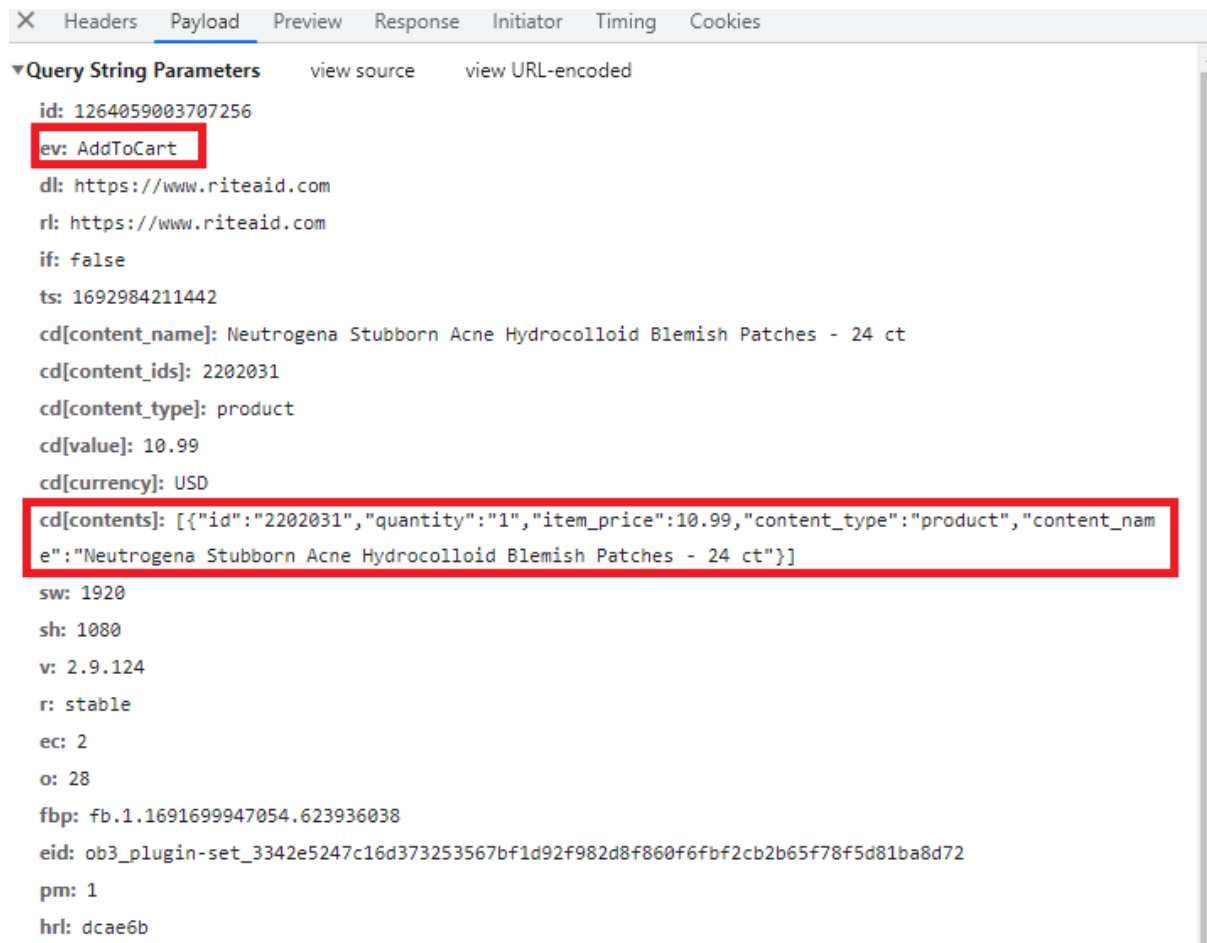 Headers Payload Preview Response Initiator Timing Cookies
Query String Parameters view source view URL-encoded
id: 1264059003707256
ev: AddToCart
dl: https://www.riteaid.com
rl: https://www.riteaid.com
if: false
ts: 1692984211442
cd[content_name]: Neutrogena Stubborn Acne Hydrocolloid Blemish Patches - 24 ct
cd[content_ids]: 2202031
cd[content_type]: product
cd[value]: 10.99
cd[currency]: USD
cd[contents]: [{"id":"2202031","quantity":"1","item_price":10.99,"content_type":"product","content_nam
e":"Neutrogena Stubborn Acne Hydrocolloid Blemish Patches - 24 ct"}]
sw: 1920
sh: 1080
v: 2.9.124
r: stable
ec: 2
o: 28
fbp: fb.1.1691699947054.623936038
eid: ob3_plugin-set_3342e5247c16d373253567bf1d92f982d8f860f6fbf2cb2b65f78f5d81ba8d72
pm: 1
hrl: dcae6b